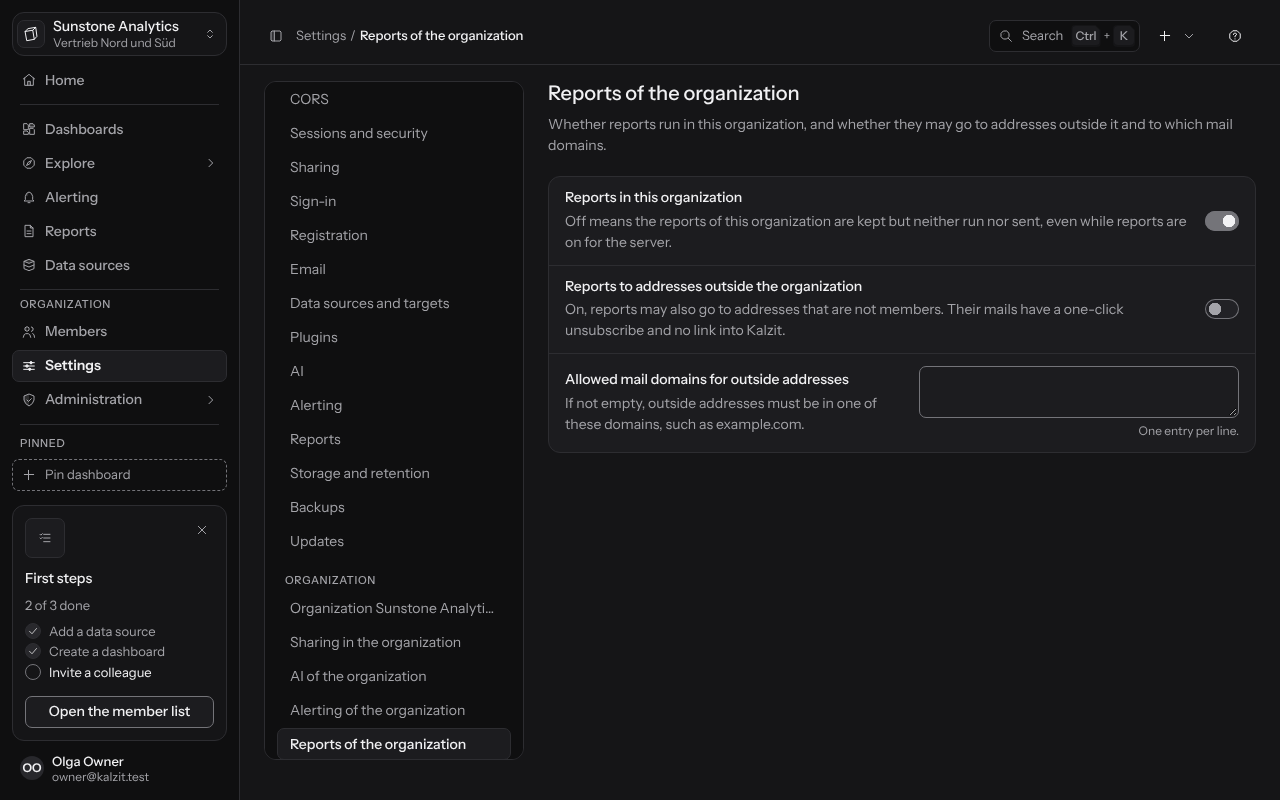 Sunstone Analytics
Vertrieb Nord und Süd
Home
Dashboards
Explore
Alerting
Reports
Data sources
ORGANIZATION
Members
Settings
Administration
PINNED
Pin dashboard
First steps
2 of 3 done
Add a data source
Create a dashboard
Invite a colleague
Open the member list
OO
Olga Owner
owner@kalzit.test
Settings / Reports of the organization
Search Ctrl + K
CORS
Sessions and security
Sharing
Sign-in
Registration
Email
Data sources and targets
Plugins
AI
Alerting
Reports
Storage and retention
Backups
Updates
ORGANIZATION
Organization Sunstone Analyti...
Sharing in the organization
AI of the organization
Alerting of the organization
Reports of the organization
Reports of the organization
Whether reports run in this organization, and whether they may go to addresses outside it and to which mail
domains.
Reports in this organization
Off means the reports of this organization are kept but neither run nor sent, even while reports are
on for the server.
Reports to addresses outside the organization
On, reports may also go to addresses that are not members. Their mails have a one-click
unsubscribe and no link into Kalzit.
Allowed mail domains for outside addresses
If not empty, outside addresses must be in one of
these domains, such as example.com.
One entry per line.